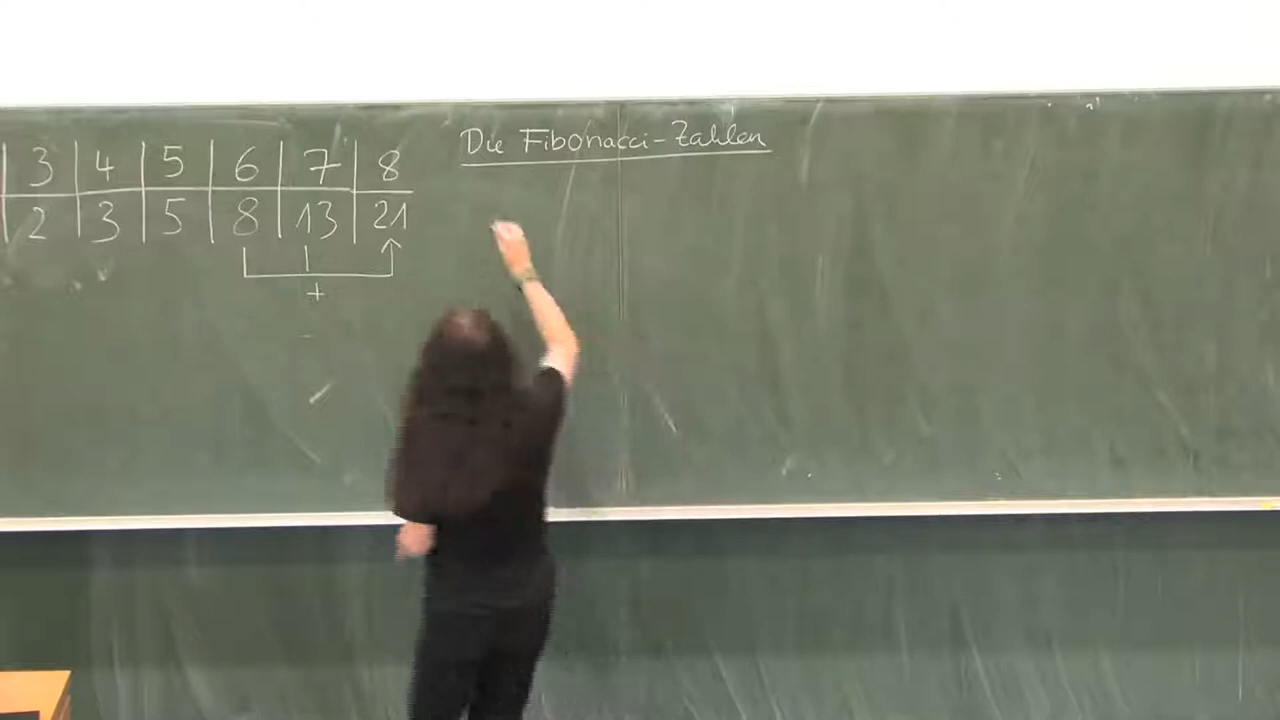 3 | 4 | 5 | 6 | 7 | 8
2 | 3 | 5 | 8 | 13 | 21
+
Die Fibonacci-Zahlen